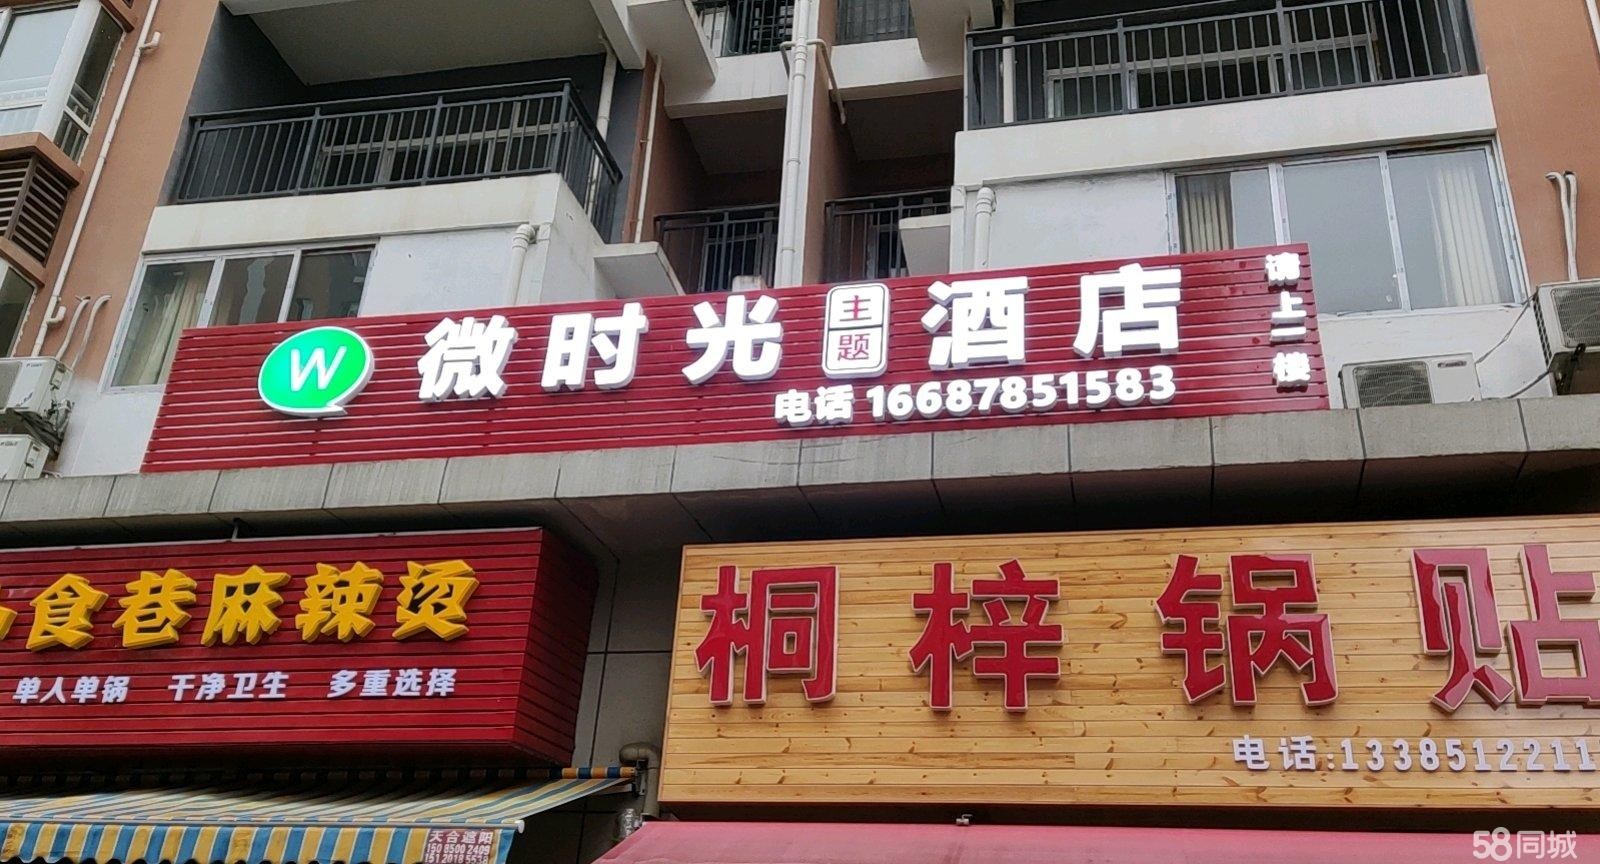 W 微时光 主题 酒店
电话 16687851583
请上二楼
食巷麻辣烫
单人单锅 干净卫生 多重选择
桐梓锅贴
电话:1338512211
天合遮阳
15085002409
58同城